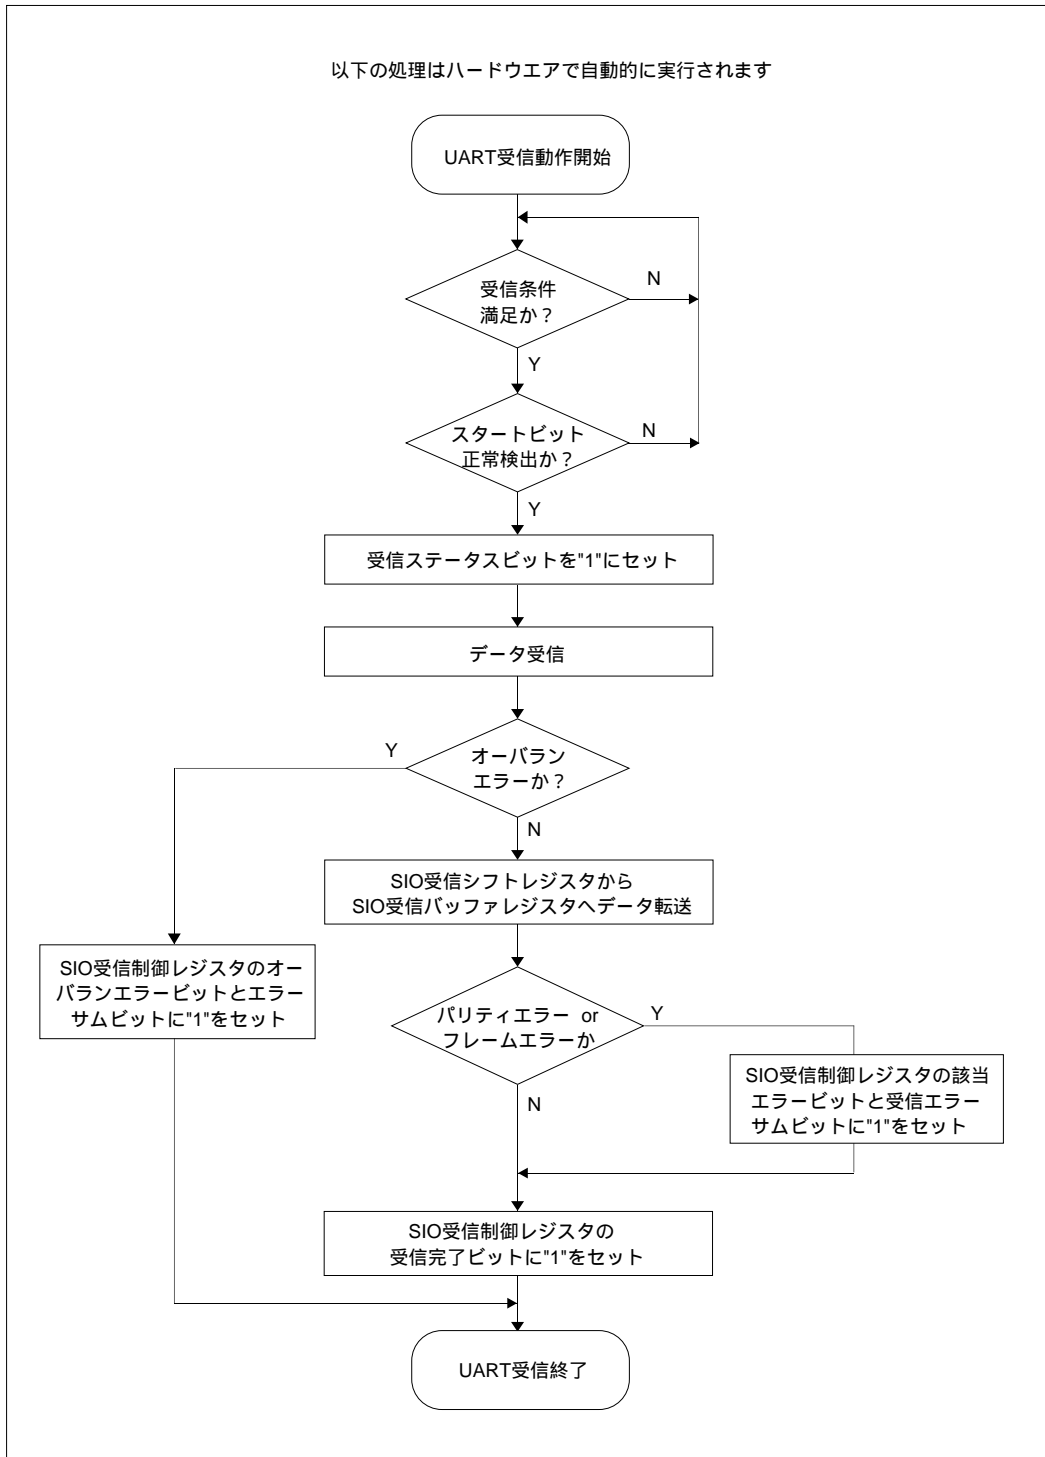 以下の処理はハードウエアで自動的に実行されます
UART受信動作開始
受信条件
満足か？
N
Y
スタートビット
正常検出か？
N
Y
受信ステータスビットを"1"にセット
データ受信
オーバラン
エラーか？
Y
N
SIO受信シフトレジスタから
SIO受信バッファレジスタへデータ転送
SIO受信制御レジスタのオー
バランエラービットとエラー
サムビットに"1"をセット
パリティエラー or
フレームエラーか
Y
N
SIO受信制御レジスタの該当
エラービットと受信エラー
サムビットに"1"をセット
SIO受信制御レジスタの
受信完了ビットに"1"をセット
UART受信終了